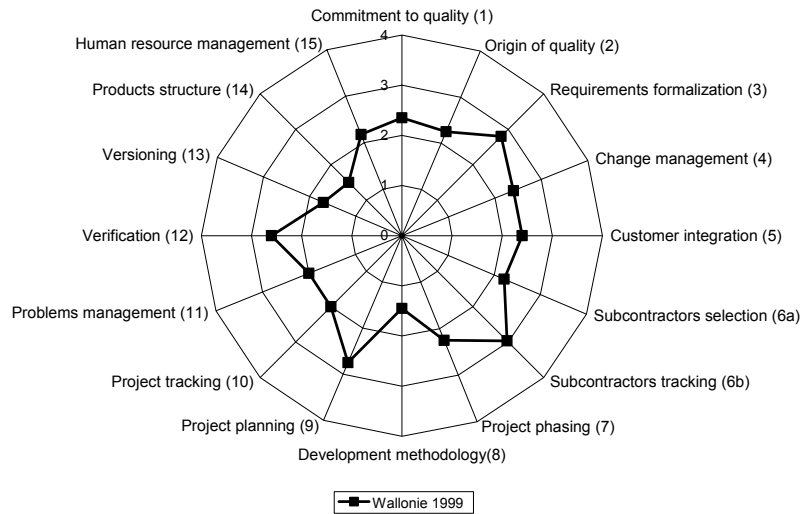 Commitment to quality (1)
4
Human resource management (15)
Origin of quality (2)
Products structure (14)
3
Requirements formalization (3)
2
Versioning (13)
Change management (4)
1
Verification (12)
0
Customer integration (5)
Problems management (11)
Subcontractors selection (6a)
Project tracking (10)
Subcontractors tracking (6b)
Project planning (9)
Project phasing (7)
Development methodology(8)
Wallonie 1999